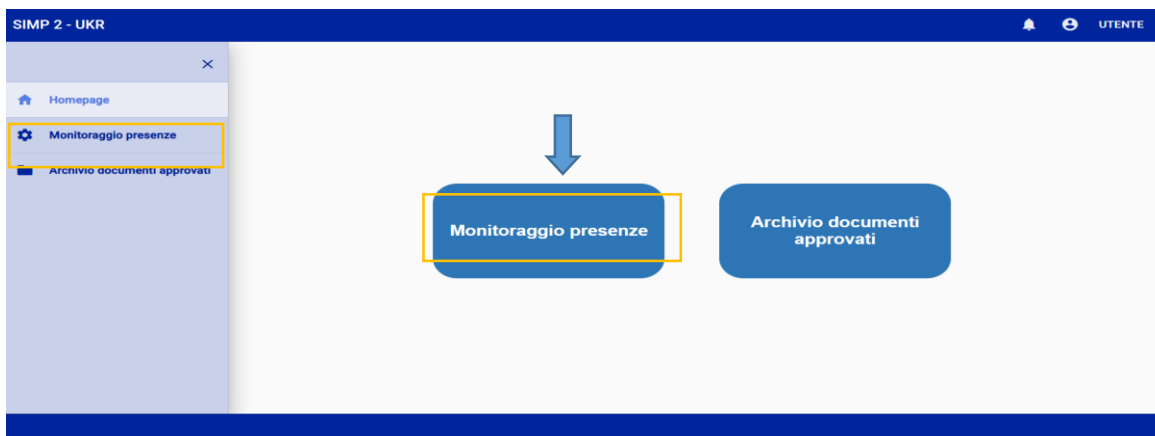 SIMP 2 - UKR
UTENTE
Homepage
Monitoraggio presenze
Archivio documenti approvati
Monitoraggio presenze
Archivio documenti
approvati